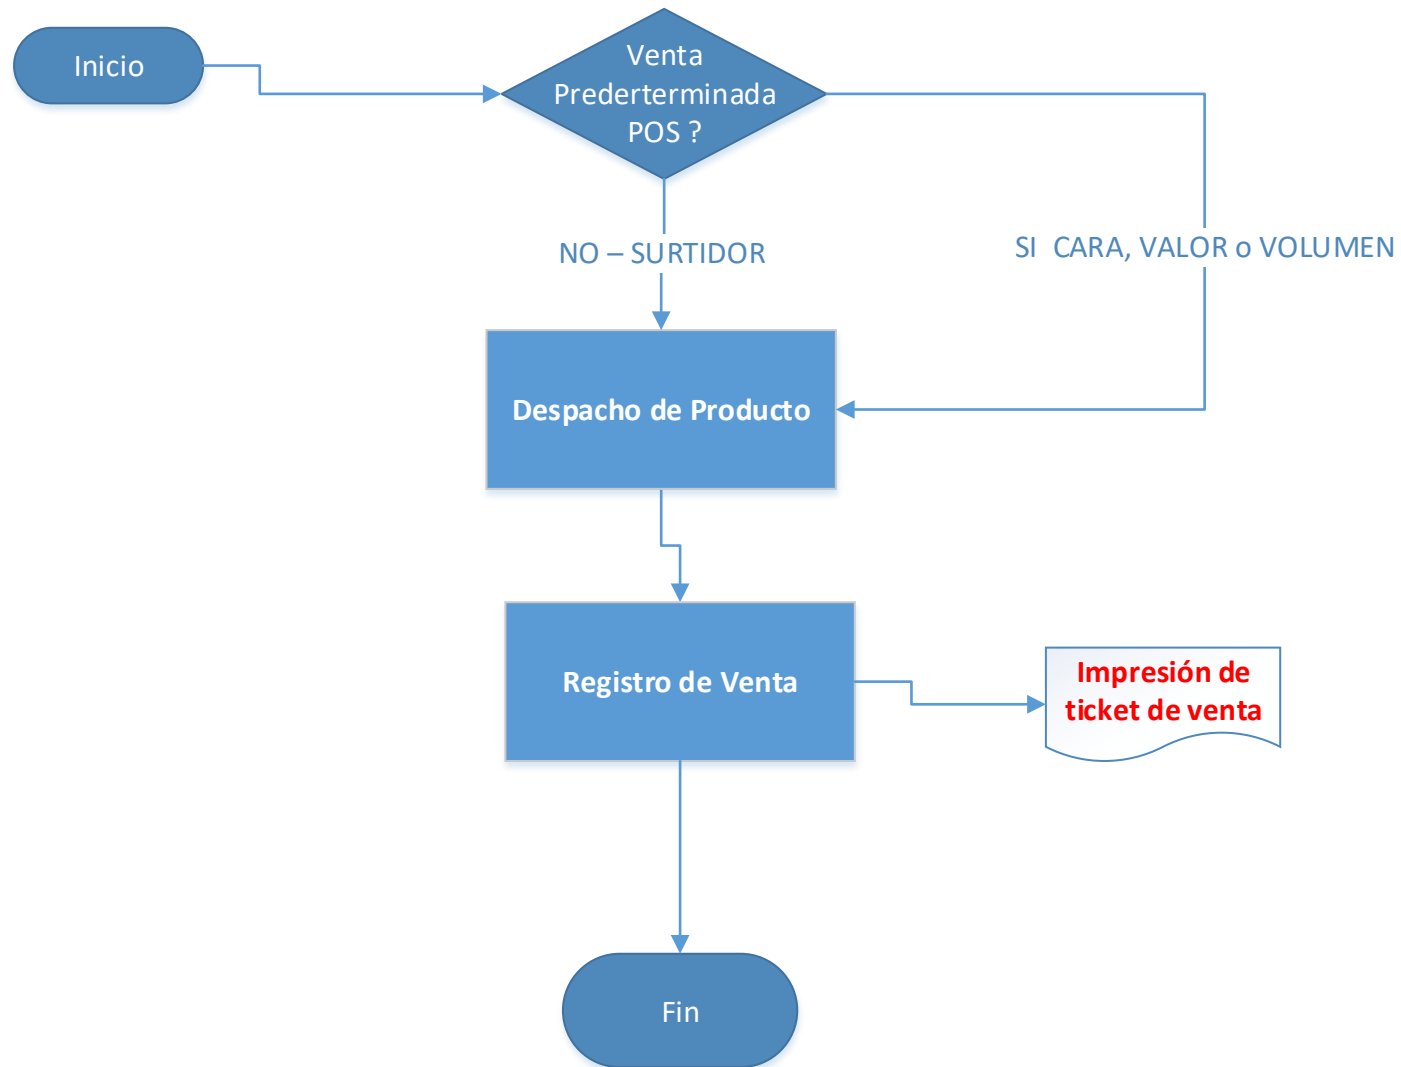 Inicio
Venta
Prederterminada
POS ?
NO – SURTIDOR
SI  CARA, VALOR o VOLUMEN
Despacho de Producto
Registro de Venta
Impresión de
ticket de venta
Fin